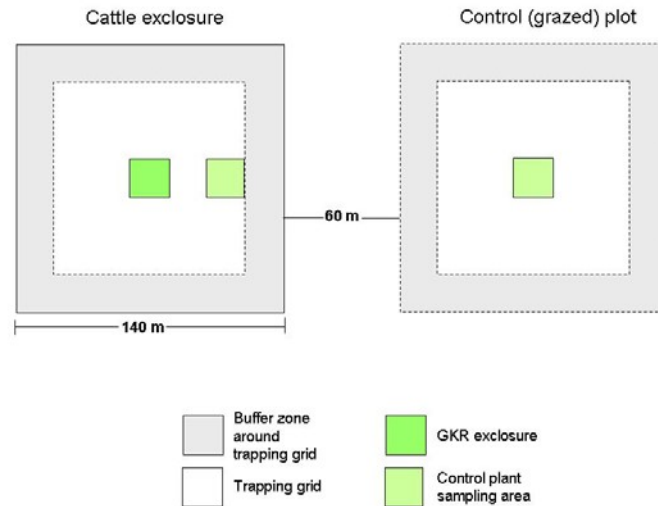 Cattle exclosure
Control (grazed) plot
60 m
140 m
Buffer zone
around
trapping grid
GKR exclosure
Trapping grid
Control plant
sampling area